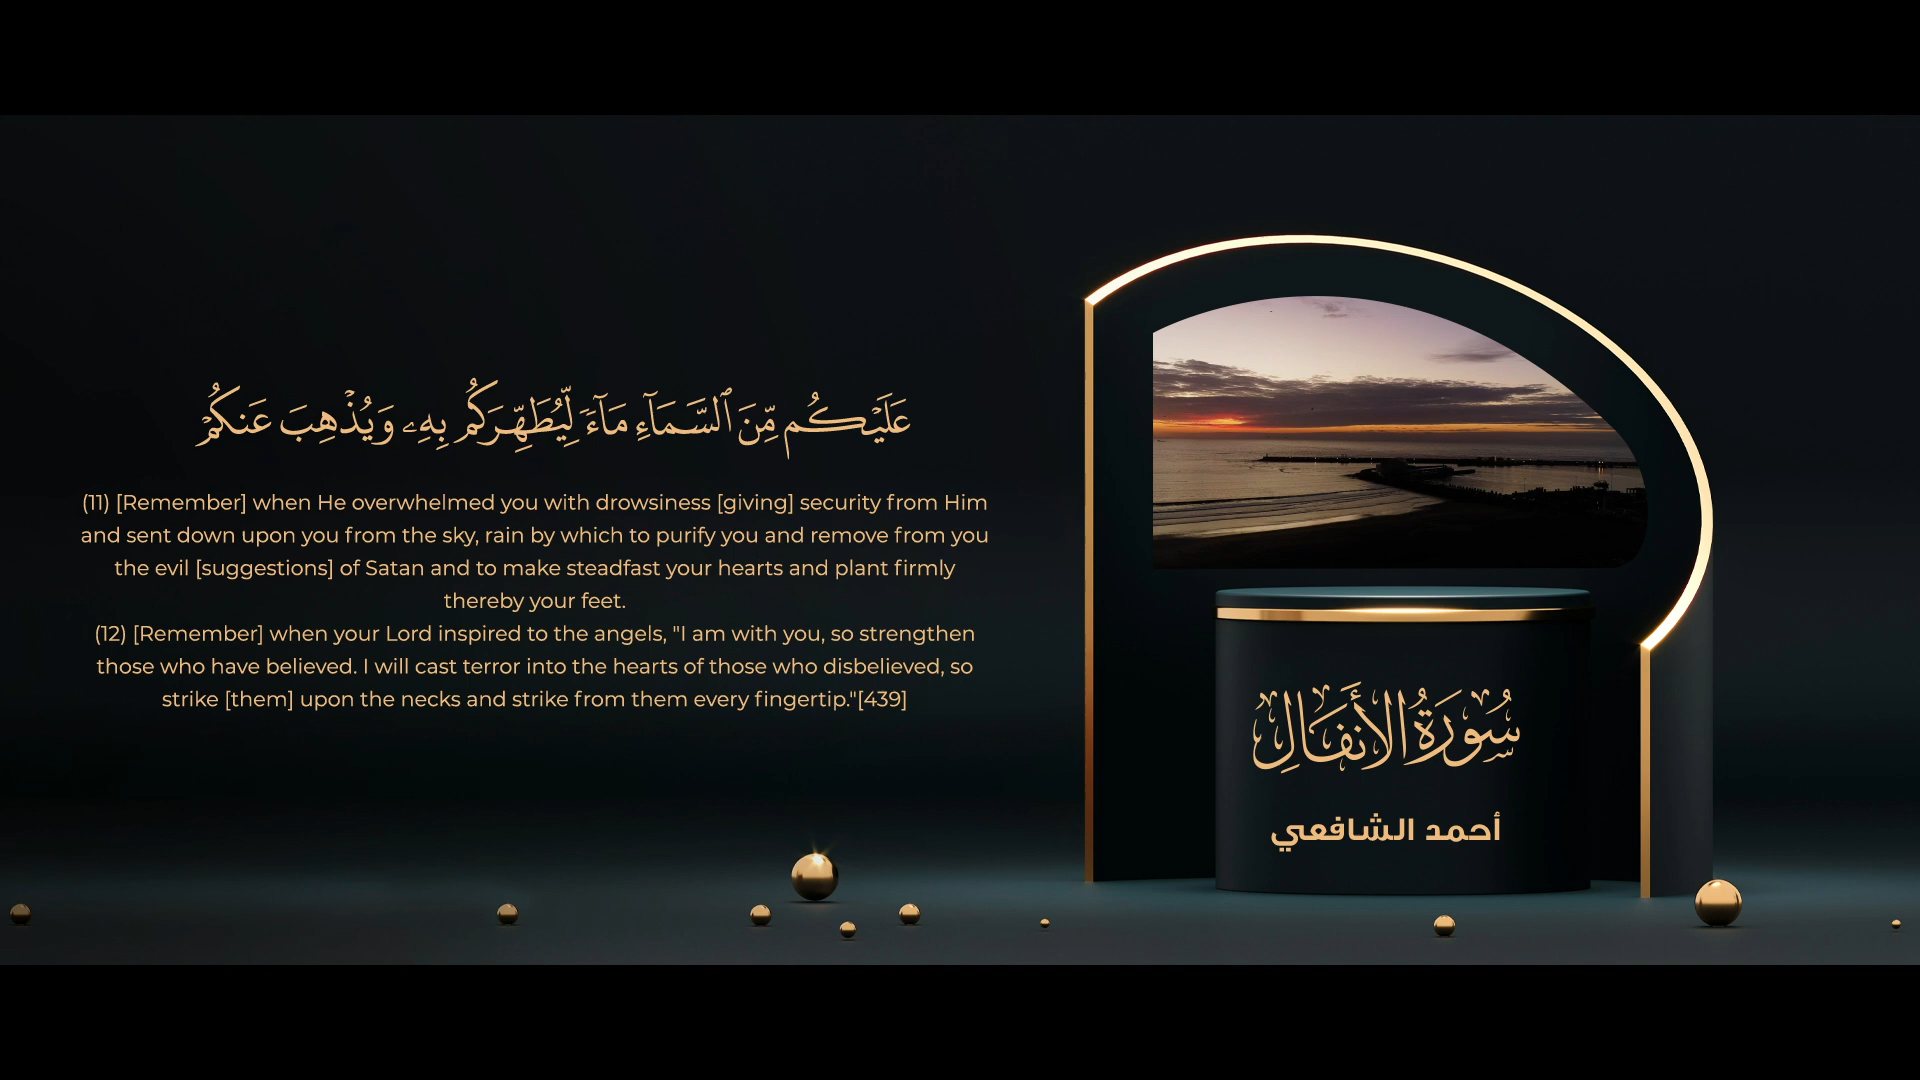 عَلَيْكُم مِّنَ ٱلسَّمَآءِ مَآءً لِّيُطَهِّرَكُم بِهِۦ وَيُذْهِبَ عَنكُمْ
(11) [Remember] when He overwhelmed you with drowsiness [giving] security from Him
and sent down upon you from the sky, rain by which to purify you and remove from you
the evil [suggestions] of Satan and to make steadfast your hearts and plant firmly
thereby your feet.
(12) [Remember] when your Lord inspired to the angels, "I am with you, so strengthen
those who have believed. I will cast terror into the hearts of those who disbelieved, so
strike [them] upon the necks and strike from them every fingertip."[439]
سُورَةُ الأَنفَالِ
أحمد الشافعي